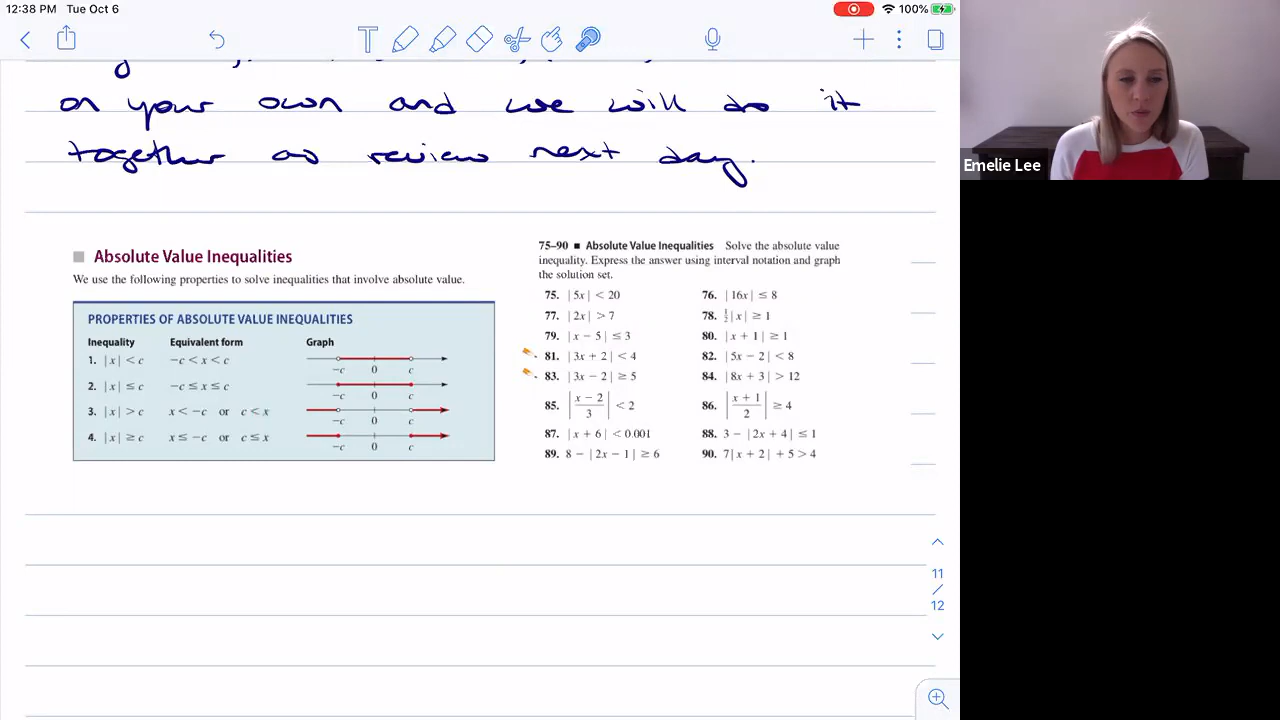 12:38 PM Tue Oct 6
100%
on your own and we will do it
together as review next day.
Emelie Lee
Absolute Value Inequalities
We use the following properties to solve inequalities that involve absolute value.
PROPERTIES OF ABSOLUTE VALUE INEQUALITIES
Inequality Equivalent form Graph
1. |x| < c −c < x < c
−c 0 c
2. |x| ≤ c −c ≤ x ≤ c
−c 0 c
3. |x| > c x < −c or c < x
−c 0 c
4. |x| ≥ c x ≤ −c or c ≤ x
−c 0 c
75–90 ■ Absolute Value Inequalities Solve the absolute value
inequality. Express the answer using interval notation and graph
the solution set.
75. |5x| < 20 76. |16x| ≤ 8
77. |2x| > 7 78. ½|x| ≥ 1
79. |x − 5| ≤ 3 80. |x + 1| ≥ 1
81. |3x + 2| < 4 82. |5x − 2| < 8
83. |3x − 2| ≥ 5 84. |8x + 3| > 12
85. |(x − 2)/3| < 2 86. |(x + 1)/2| ≥ 4
87. |x + 6| < 0.001 88. 3 − |2x + 4| ≤ 1
89. 8 − |2x − 1| ≥ 6 90. 7|x + 2| + 5 > 4
11
/
12